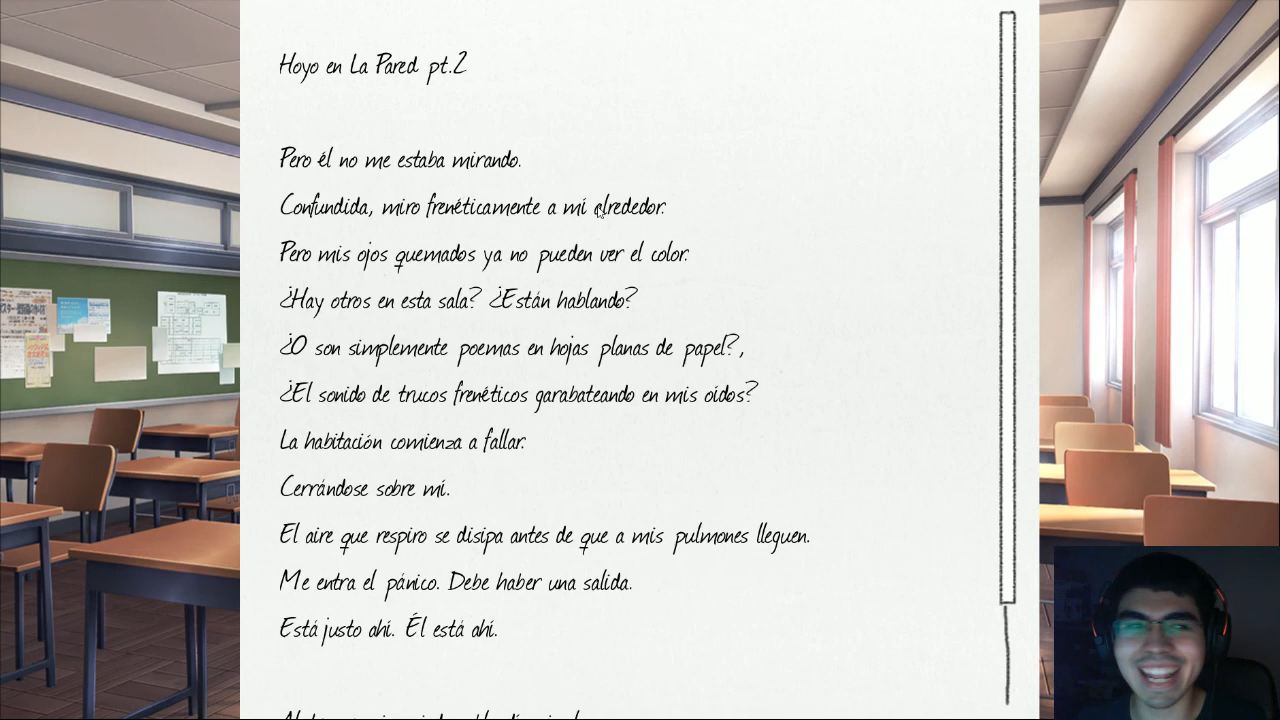 Hoyo en La Pared pt.2
Pero él no me estaba mirando.
Confundida, miro frenéticamente a mí alrededor.
Pero mis ojos quemados ya no pueden ver el color.
¿Hay otros en esta sala? ¿Están hablando?
¿O son simplemente poemas en hojas planas de papel?,
¿El sonido de trucos frenéticos garabateando en mis oídos?
La habitación comienza a fallar.
Cerrándose sobre mí.
El aire que respiro se disipa antes de que a mis pulmones lleguen.
Me entra el pánico. Debe haber una salida.
Está justo ahí. Él está ahí.